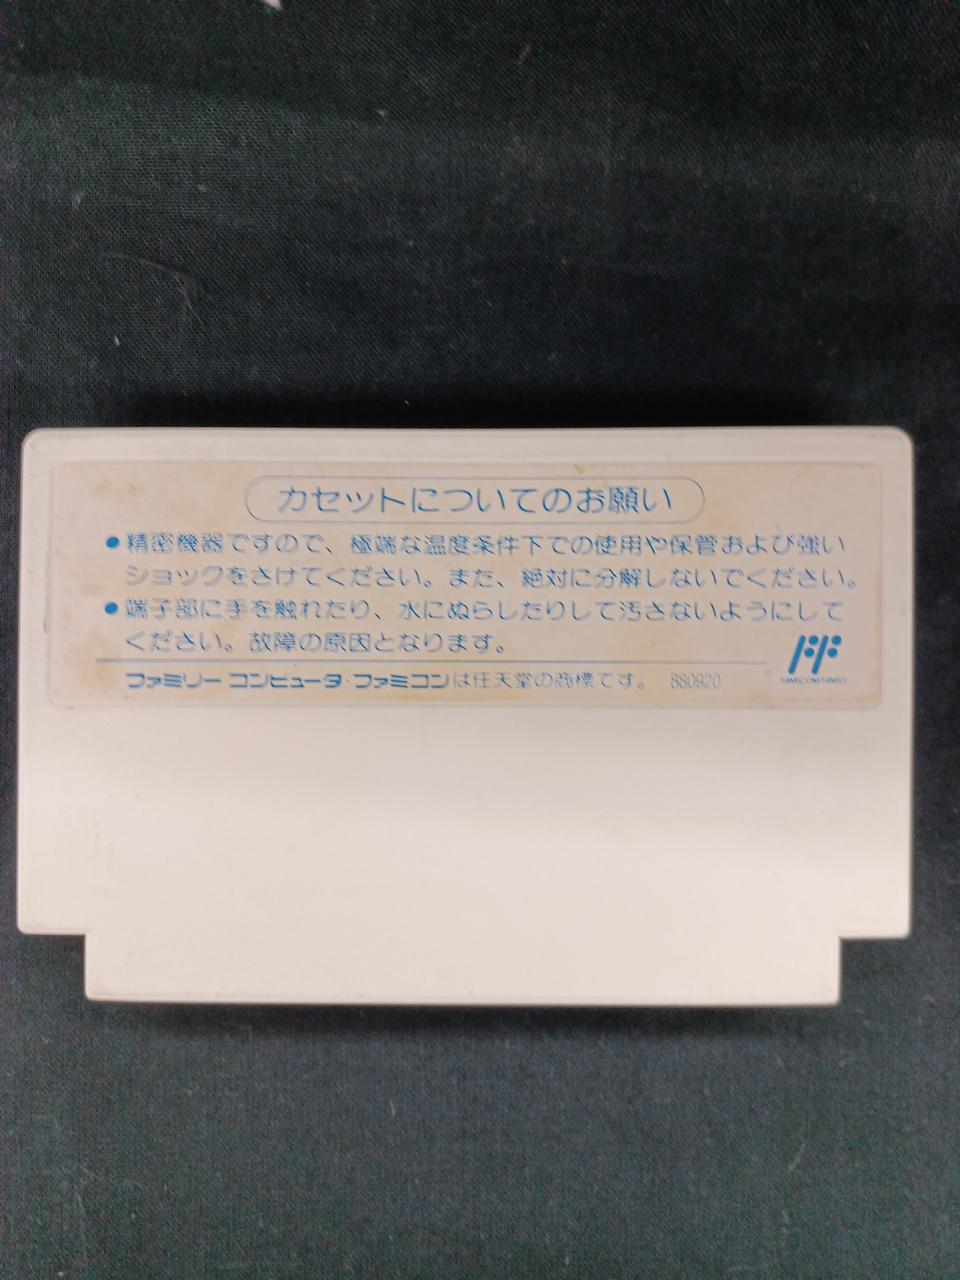 カセットについてのお願い
●精密機器ですので、極端な温度条件下での使用や保管および強い
ショックをさけてください。また、絶対に分解しないでください。
●端子部に手を触れたり、水にぬらしたりして汚さないようにして
ください。故障の原因となります。
ファミリーコンピュータ・ファミコンは任天堂の商標です。 880920